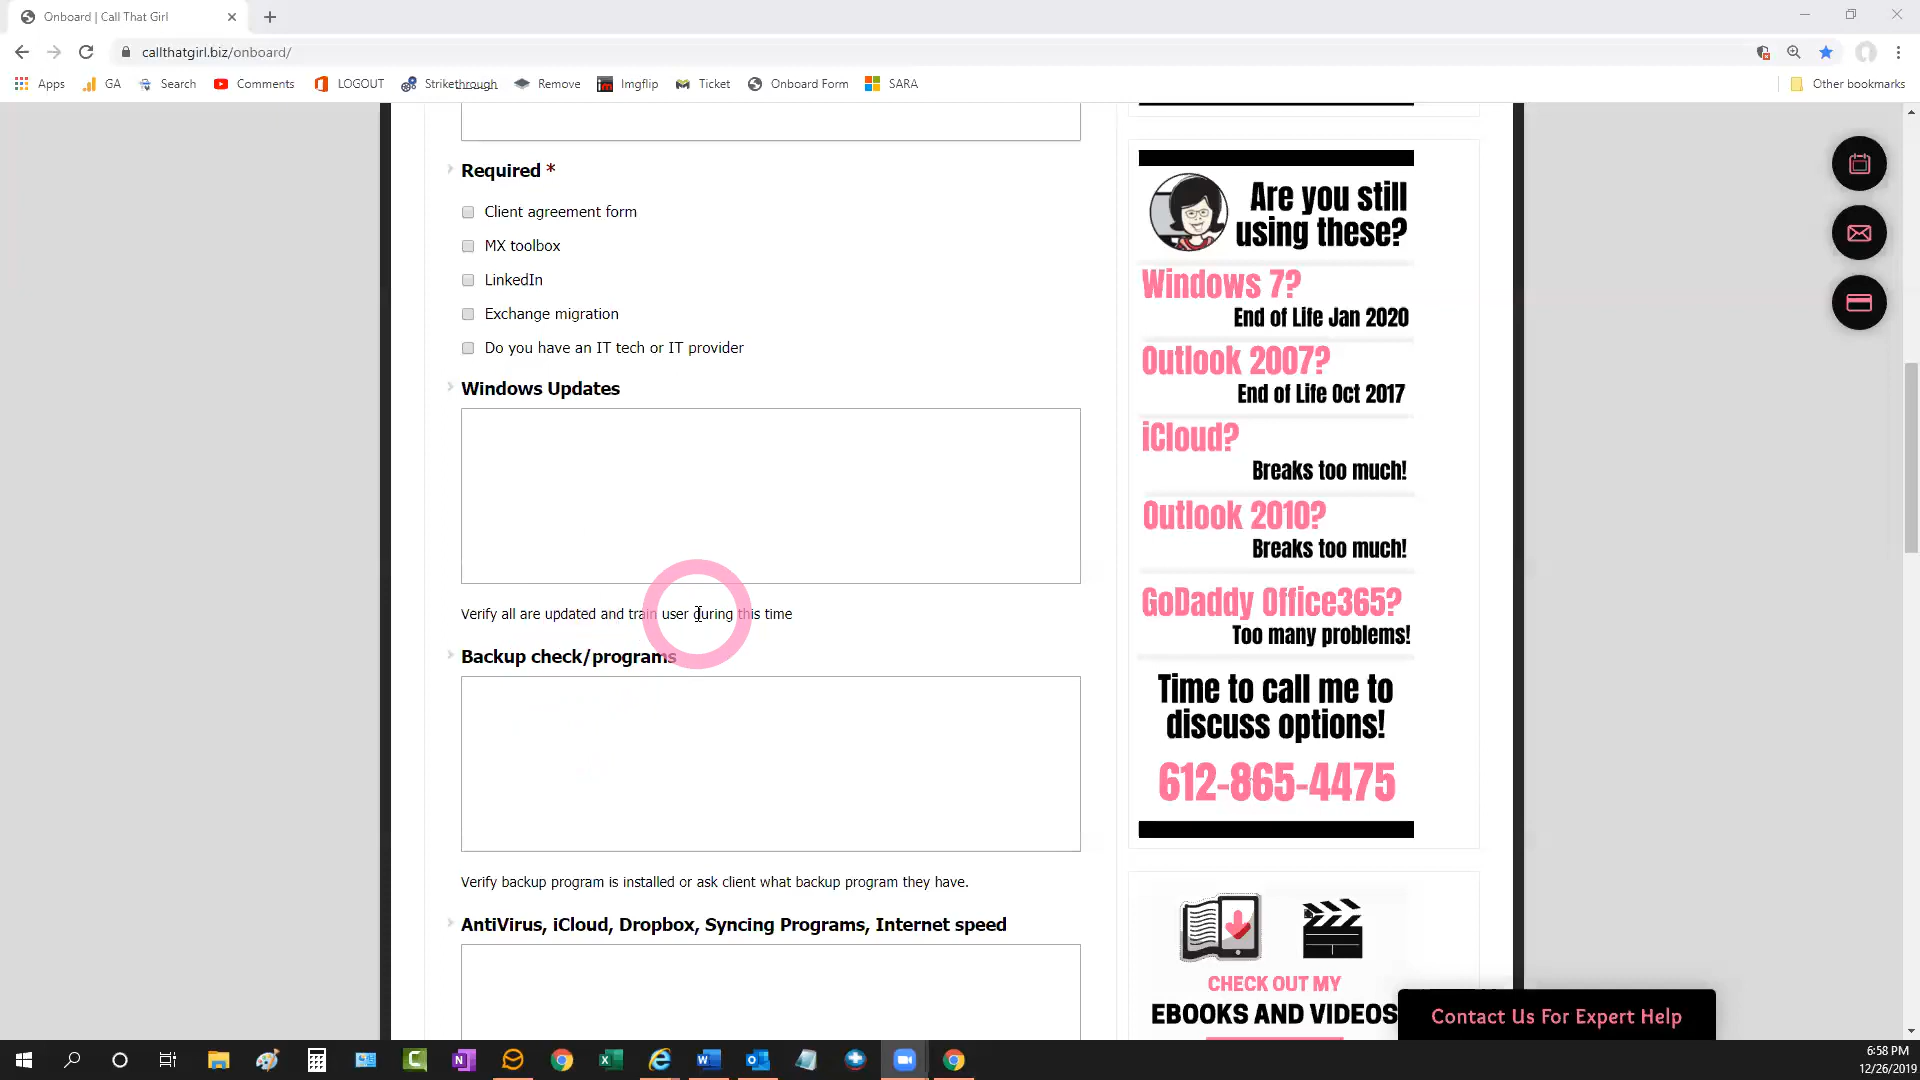 Onboard | Call That Girl
callthatgirl.biz/onboard/
Apps GA Search Comments LOGOUT Strikethrough Remove Imgflip Ticket Onboard Form SARA Other bookmarks
Required *
Client agreement form
MX toolbox
LinkedIn
Exchange migration
Do you have an IT tech or IT provider
Windows Updates
Verify all are updated and train user during this time
Backup check/programs
Verify backup program is installed or ask client what backup program they have.
AntiVirus, iCloud, Dropbox, Syncing Programs, Internet speed
Are you still
using these?
Windows 7?
End of Life Jan 2020
Outlook 2007?
End of Life Oct 2017
iCloud?
Breaks too much!
Outlook 2010?
Breaks too much!
GoDaddy Office365?
Too many problems!
Time to call me to
discuss options!
612-865-4475
CHECK OUT MY
EBOOKS AND VIDEOS
Contact Us For Expert Help
6:58 PM
12/26/2019